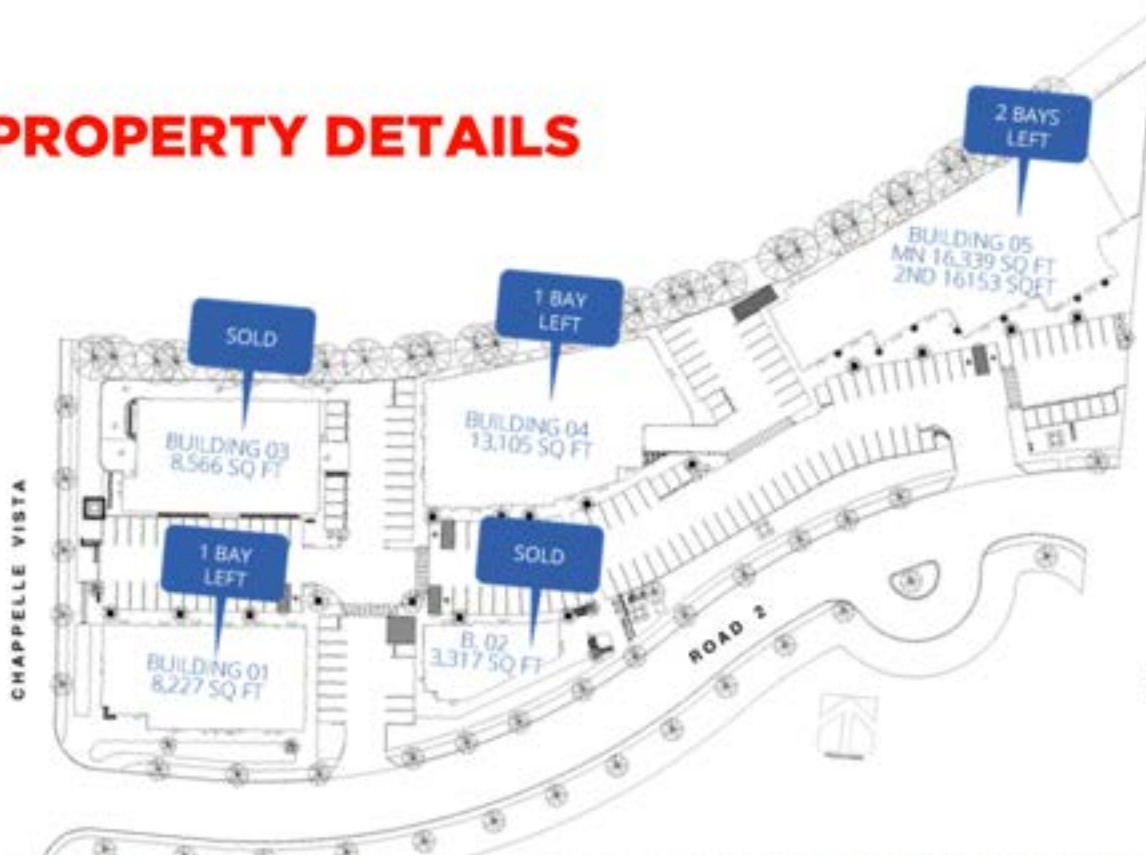 PROPERTY DETAILS
2 BAYS
LEFT
BUILDING 05
MN 16,339 SQ FT
2ND 16153 SQFT
1 BAY
LEFT
BUILDING 04
13,105 SQ FT
SOLD
BUILDING 03
8,566 SQ FT
1 BAY
LEFT
BUILDING 01
8,227 SQ FT
SOLD
B. 02
3,317 SQ FT
CHAPPELLE VISTA
ROAD 2